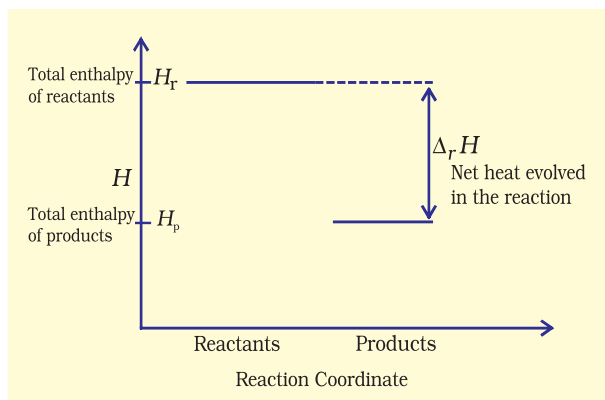 Total enthalpy
of reactants
Hr
ΔrH
Net heat evolved
in the reaction
H
Total enthalpy
of products
Hp
Reactants Products
Reaction Coordinate